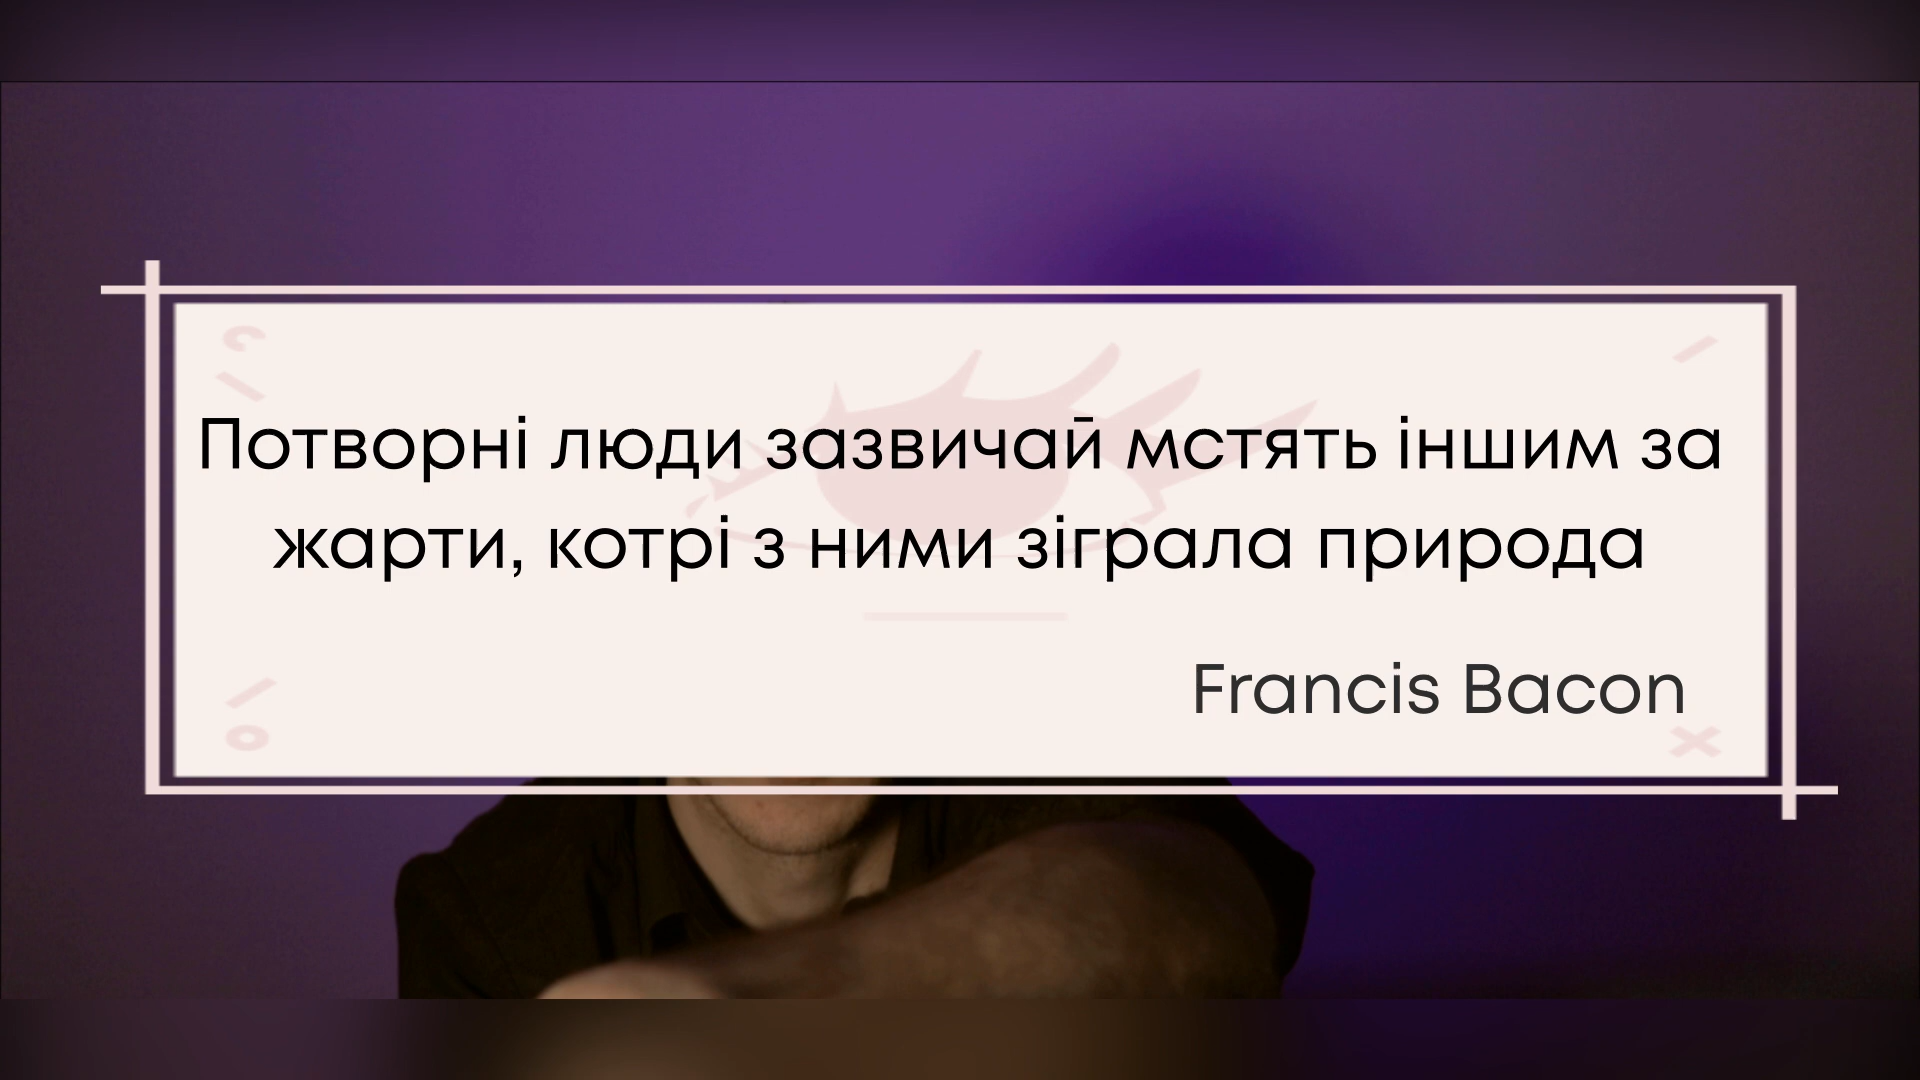 Потворні люди зазвичай мстять іншим за
жарти, котрі з ними зіграла природа
Francis Bacon